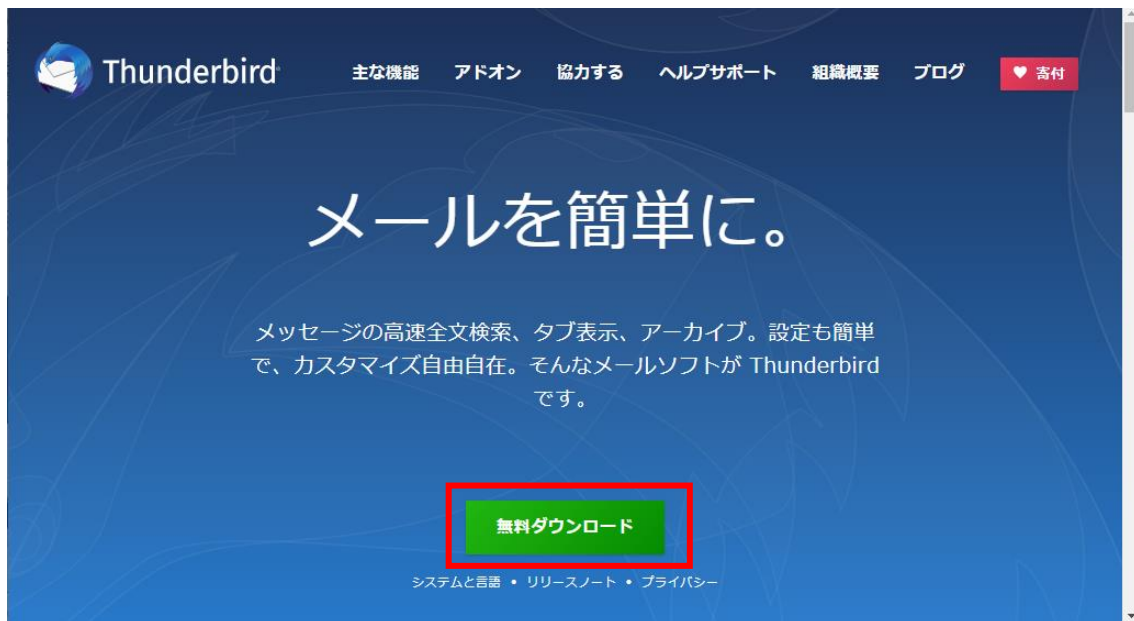 Thunderbird
主な機能 アドオン 協力する ヘルプサポート 組織概要 ブログ ♥ 寄付
メールを簡単に。
メッセージの高速全文検索、タブ表示、アーカイブ。設定も簡単
で、カスタマイズ自由自在。そんなメールソフトが Thunderbird
です。
無料ダウンロード
システムと言語 • リリースノート • プライバシー